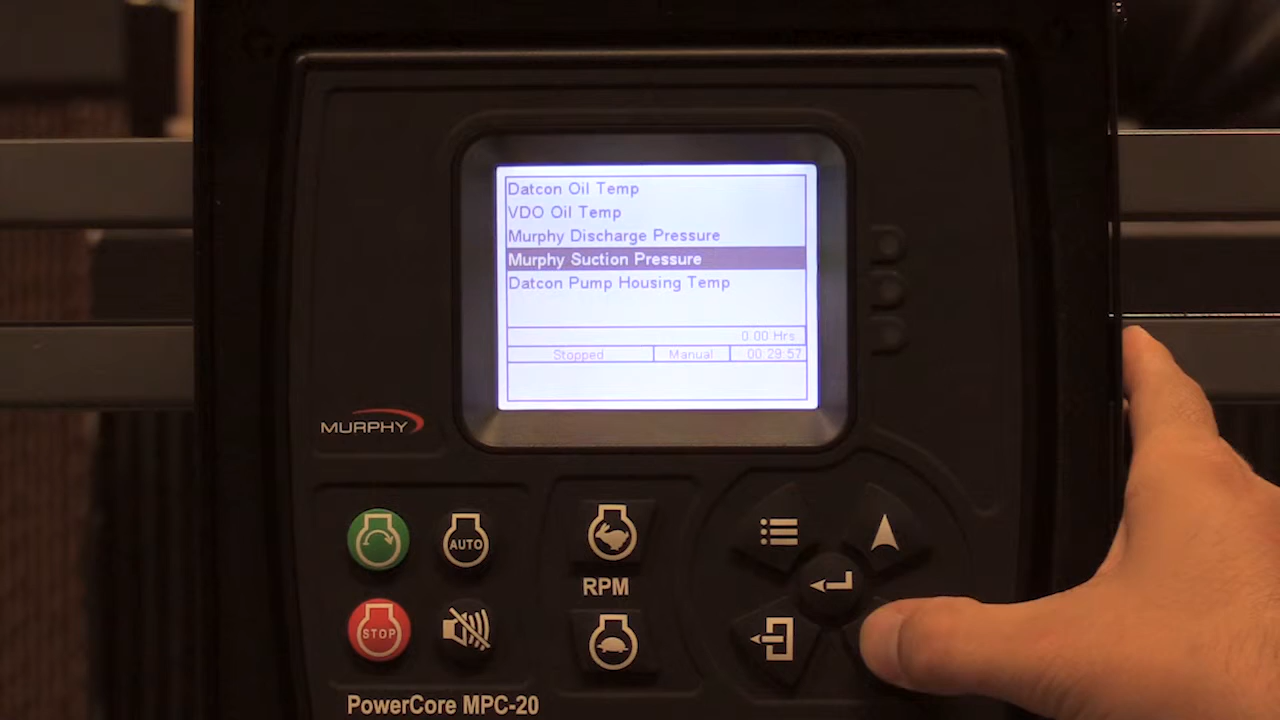 Datcon Oil Temp
VDO Oil Temp
Murphy Discharge Pressure
Murphy Suction Pressure
Datcon Pump Housing Temp
0.00 Hrs
Stopped Manual 00:29:57
MURPHY
AUTO
RPM
STOP
PowerCore MPC-20